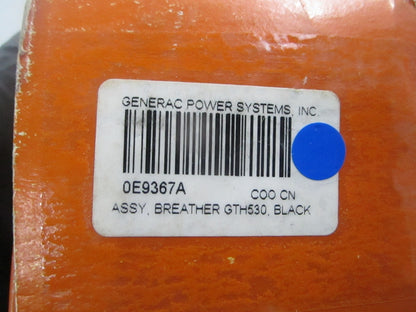 GENERAC POWER SYSTEMS, INC
0E9367A COO CN
ASSY, BREATHER GTH530, BLACK